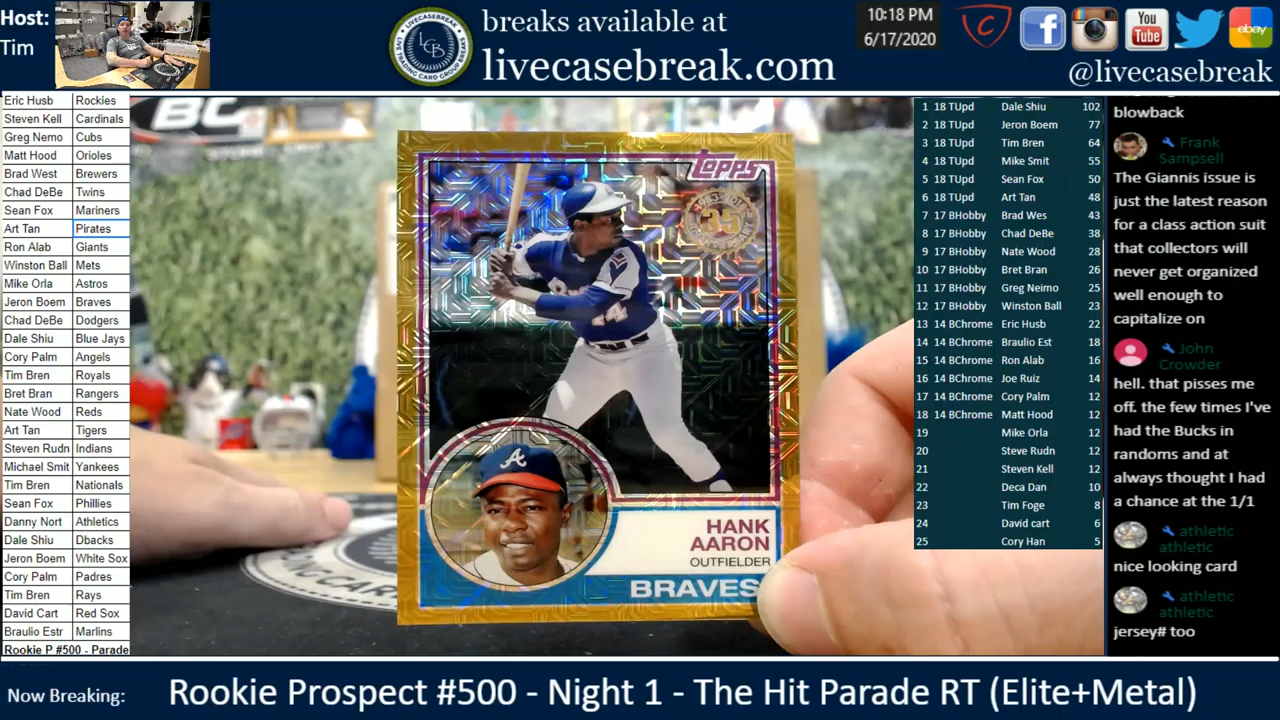 Host:
Tim
breaks available at
livecasebreak.com
LCB
10:18 PM
6/17/2020
You
Tube
ebay
@livecasebreak
Eric Husb Rockies
Steven Kell Cardinals
Greg Nemo Cubs
Matt Hood Orioles
Brad West Brewers
Chad DeBe Twins
Sean Fox Mariners
Art Tan Pirates
Ron Alab Giants
Winston Ball Mets
Mike Orla Astros
Jeron Boem Braves
Chad DeBe Dodgers
Dale Shiu Blue Jays
Cory Palm Angels
Tim Bren Royals
Bret Bran Rangers
Nate Wood Reds
Art Tan Tigers
Steven Rudn Indians
Michael Smit Yankees
Tim Bren Nationals
Sean Fox Phillies
Danny Nort Athletics
Dale Shiu Dbacks
Jeron Boem White Sox
Cory Palm Padres
Tim Bren Rays
David Cart Red Sox
Braulio Estr Marlins
Rookie P #500 - Parade
Topps
35
A
44
HANK
AARON
OUTFIELDER
BRAVES
1 18 TUpd Dale Shiu 102
2 18 TUpd Jeron Boem 77
3 18 TUpd Tim Bren 64
4 18 TUpd Mike Smit 55
5 18 TUpd Sean Fox 50
6 18 TUpd Art Tan 48
7 17 BHobby Brad Wes 43
8 17 BHobby Chad DeBe 38
9 17 BHobby Nate Wood 28
10 17 BHobby Bret Bran 26
11 17 BHobby Greg Neimo 25
12 17 BHobby Winston Ball 23
13 14 BChrome Eric Husb 22
14 14 BChrome Braulio Est 18
15 14 BChrome Ron Alab 16
16 14 BChrome Joe Ruiz 14
17 14 BChrome Cory Palm 12
18 14 BChrome Matt Hood 12
19 Mike Orla 12
20 Steve Rudn 12
21 Steven Kell 12
22 Deca Dan 10
23 Tim Foge 8
24 David cart 6
25 Cory Han 5
blowback
Frank
Sampsell
The Giannis issue is
just the latest reason
for a class action suit
that collectors will
never get organized
well enough to
capitalize on
John
Crowder
hell. that pisses me
off. the few times I've
had the Bucks in
randoms and at
always thought I had
a chance at the 1/1
athletic
athletic
nice looking card
athletic
athletic
jersey# too
Now Breaking:
Rookie Prospect #500 - Night 1 - The Hit Parade RT (Elite+Metal)